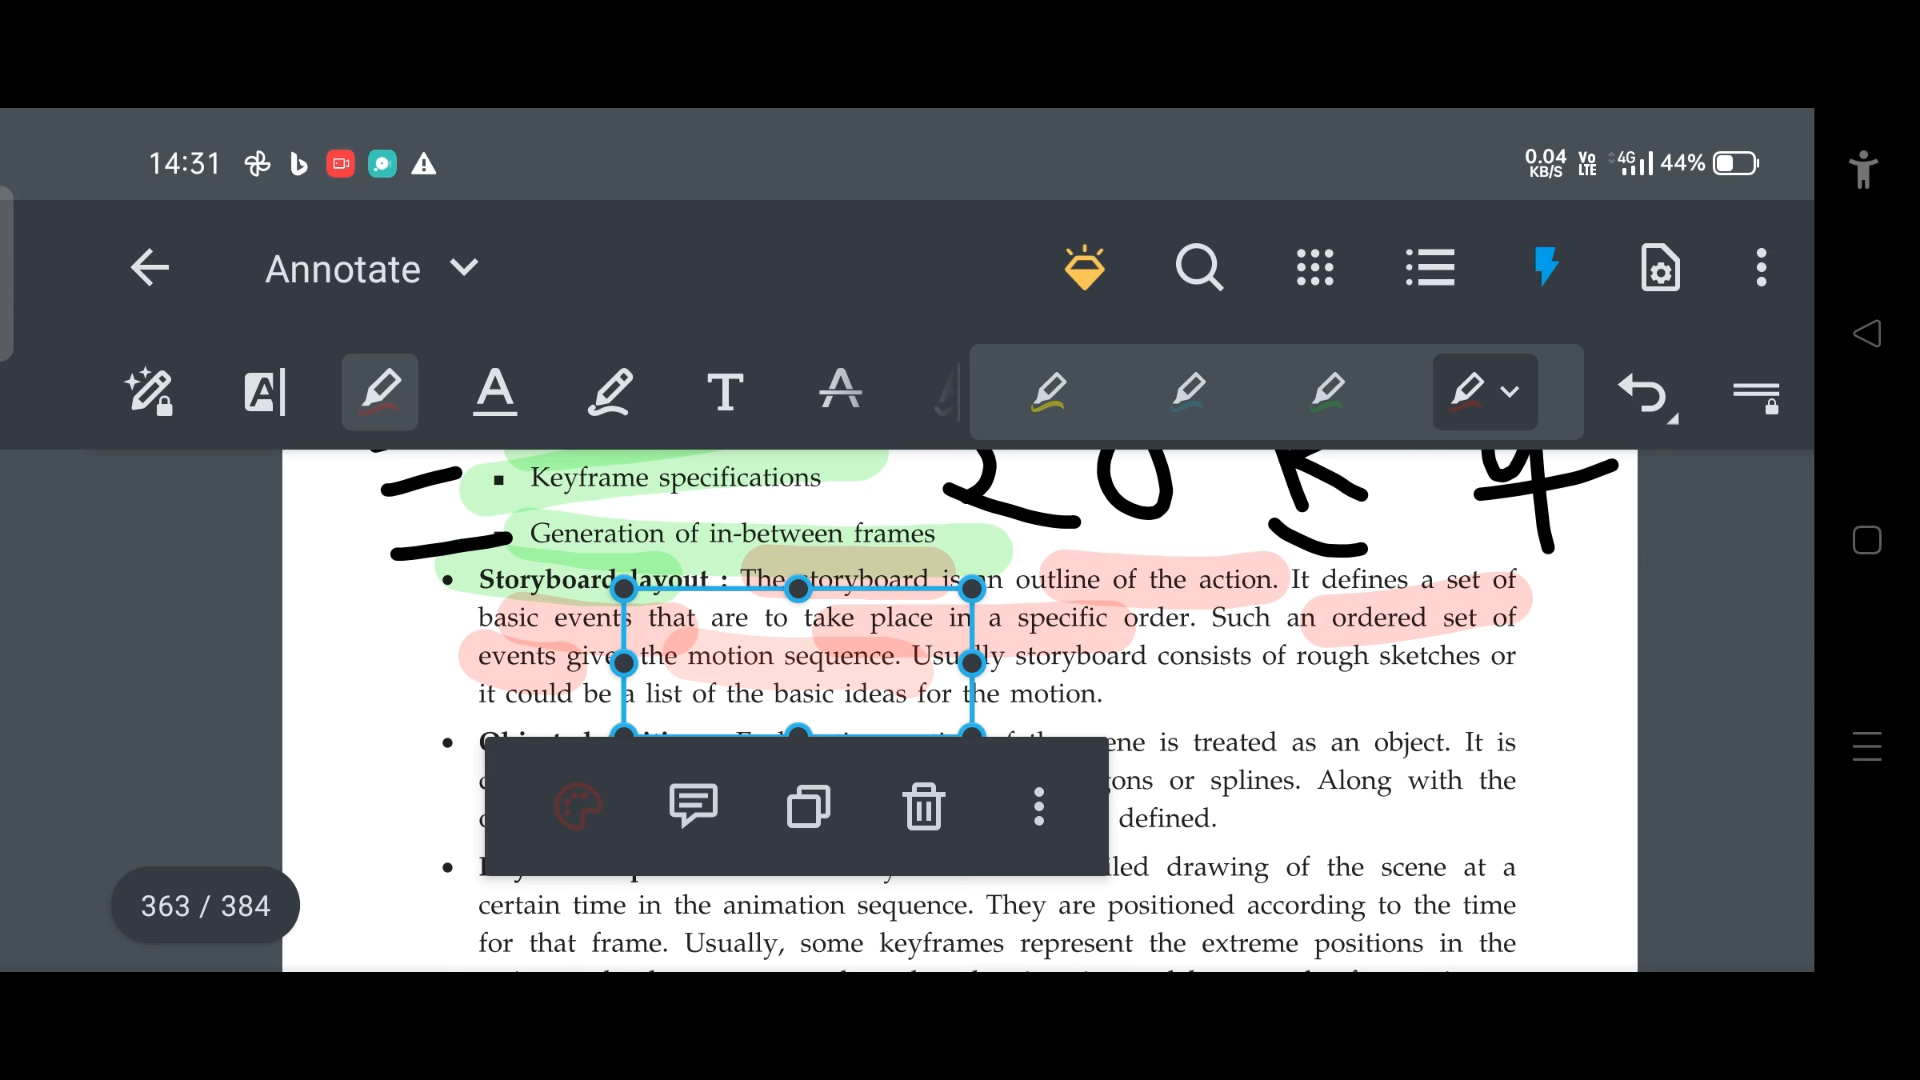 14:31
0.04 KB/S Vo LTE 4G 44%
Annotate
A A T A
▪ Keyframe specifications
Generation of in-between frames
• Storyboard layout : The storyboard is an outline of the action. It defines a set of
basic events that are to take place in a specific order. Such an ordered set of
events gives the motion sequence. Usually storyboard consists of rough sketches or
it could be a list of the basic ideas for the motion.
• scene is treated as an object. It is
or splines. Along with the
defined.
• drawing of the scene at a
certain time in the animation sequence. They are positioned according to the time
for that frame. Usually, some keyframes represent the extreme positions in the
363 / 384